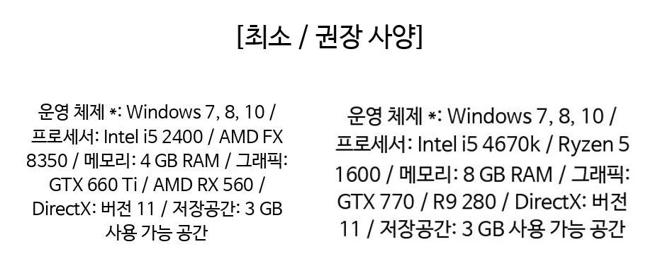 [최소 / 권장 사양]
운영 체제 *: Windows 7, 8, 10 /
프로세서: Intel i5 2400 / AMD FX
8350 / 메모리: 4 GB RAM / 그래픽:
GTX 660 Ti / AMD RX 560 /
DirectX: 버전 11 / 저장공간: 3 GB
사용 가능 공간
운영 체제 *: Windows 7, 8, 10 /
프로세서: Intel i5 4670k / Ryzen 5
1600 / 메모리: 8 GB RAM / 그래픽:
GTX 770 / R9 280 / DirectX: 버전
11 / 저장공간: 3 GB 사용 가능 공간